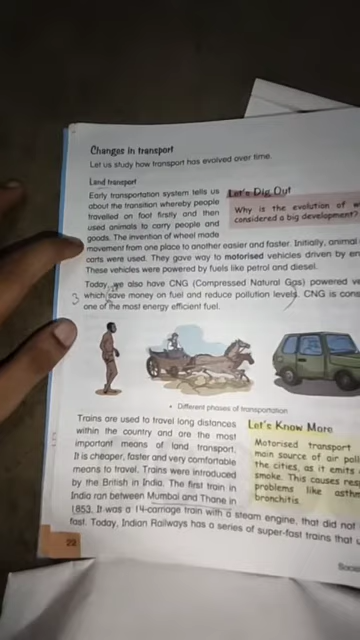 Changes in transport
Let us study how transport has evolved over time.
Land transport
Early transportation system tells us
about the transition whereby people
travelled on foot firstly and then
used animals to carry people and
goods. The invention of wheel made
movement from one place to another easier and faster. Initially, animal
carts were used. They gave way to motorised vehicles driven by
These vehicles were powered by fuels like petrol and diesel.
Let's Dig Out
Why is the evolution of
considered a big development?
Today, we also have CNG (Compressed Natural Gas) powered
3 which save money on fuel and reduce pollution levels. CNG is
one of the most energy efficient fuel.
• Different phases of transportation
Trains are used to travel long distances
within the country and are the most
important means of land transport.
It is cheaper, faster and very comfortable
means to travel. Trains were introduced
by the British in India. The first train in
India ran between Mumbai and Thane in
1853. It was a 14-carriage train with a steam engine, that did not
fast. Today, Indian Railways has a series of super-fast trains that
Let's Know More
Motorised transport
main source of air
the cities, as it emits
smoke. This causes
problems like
bronchitis.
22